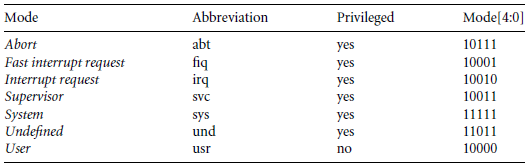 Mode Abbreviation Privileged Mode[4:0]
Abort abt yes 10111
Fast interrupt request fiq yes 10001
Interrupt request irq yes 10010
Supervisor svc yes 10011
System sys yes 11111
Undefined und yes 11011
User usr no 10000